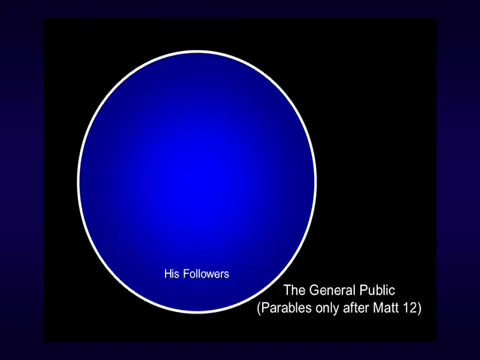 His Followers
The General Public
(Parables only after Matt 12)